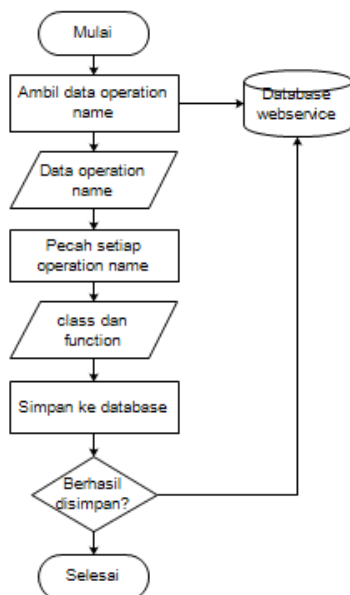 Mulai
Ambil data operation
name
Database
webservice
Data operation
name
Pecah setiap
operation name
class dan
function
Simpan ke database
Berhasil
disimpan?
Selesai